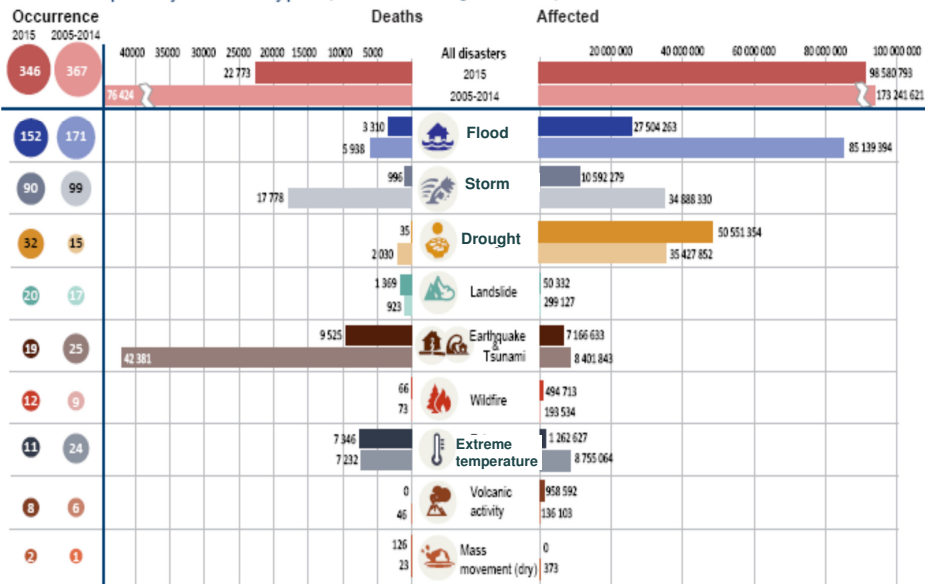 Occurrence Deaths Affected
2015 2005-2014
40000 35000 30000 25000 20000 15000 10000 5000 All disasters 20 000 000 40 000 000 60 000 000 80 000 000 100 000 000
346 367 22 773 2015 98 580 793
76 424 2005-2014 173 241 621
152 171 3 310 Flood 27 504 263
5 938 85 139 394
90 99 996 Storm 10 592 279
17 778 34 888 330
32 15 35 Drought 50 551 354
2 030 35 427 852
20 17 1 369 Landslide 50 332
923 299 127
19 25 9 525 Earthquake 7 166 633
&
42 381 Tsunami 8 401 843
12 9 66 Wildfire 494 713
73 193 534
11 24 7 346 Extreme 1 262 627
7 232 temperature 8 755 064
8 6 0 Volcanic 958 592
46 activity 136 103
2 1 126 Mass 0
23 movement (dry) 373